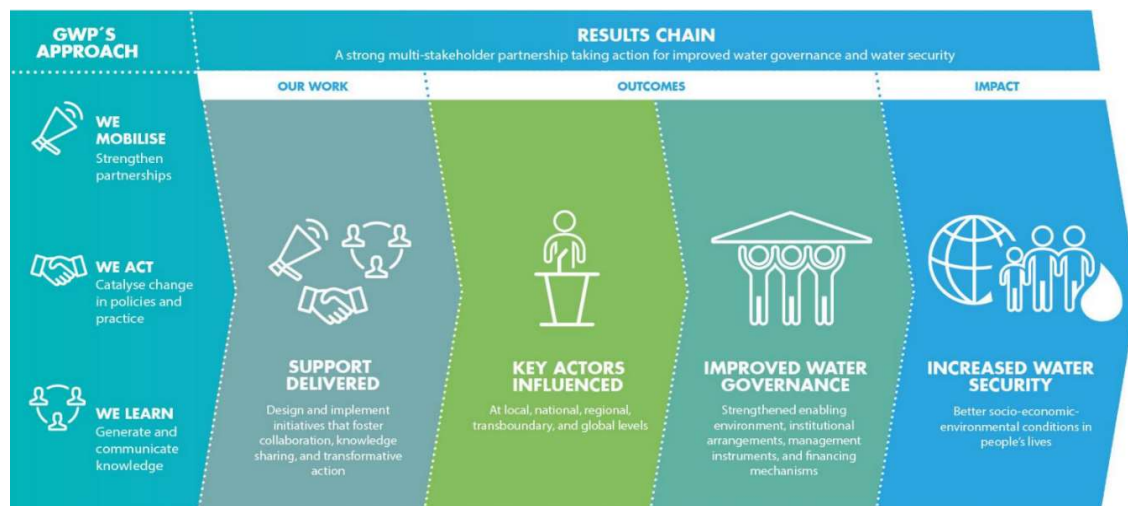 GWP'S
APPROACH
RESULTS CHAIN
A strong multi-stakeholder partnership taking action for improved water governance and water security
OUR WORK
OUTCOMES
IMPACT
WE
MOBILISE
Strengthen
partnerships
WE ACT
Catalyse change
in policies and
practice
WE LEARN
Generate and
communicate
knowledge
SUPPORT
DELIVERED
Design and implement
initiatives that foster
collaboration, knowledge
sharing, and transformative
action
KEY ACTORS
INFLUENCED
At local, national, regional,
transboundary, and global levels
IMPROVED WATER
GOVERNANCE
Strengthened enabling
environment, institutional
arrangements, management
instruments, and financing
mechanisms
INCREASED WATER
SECURITY
Better socio-economic-
environmental conditions in
people's lives